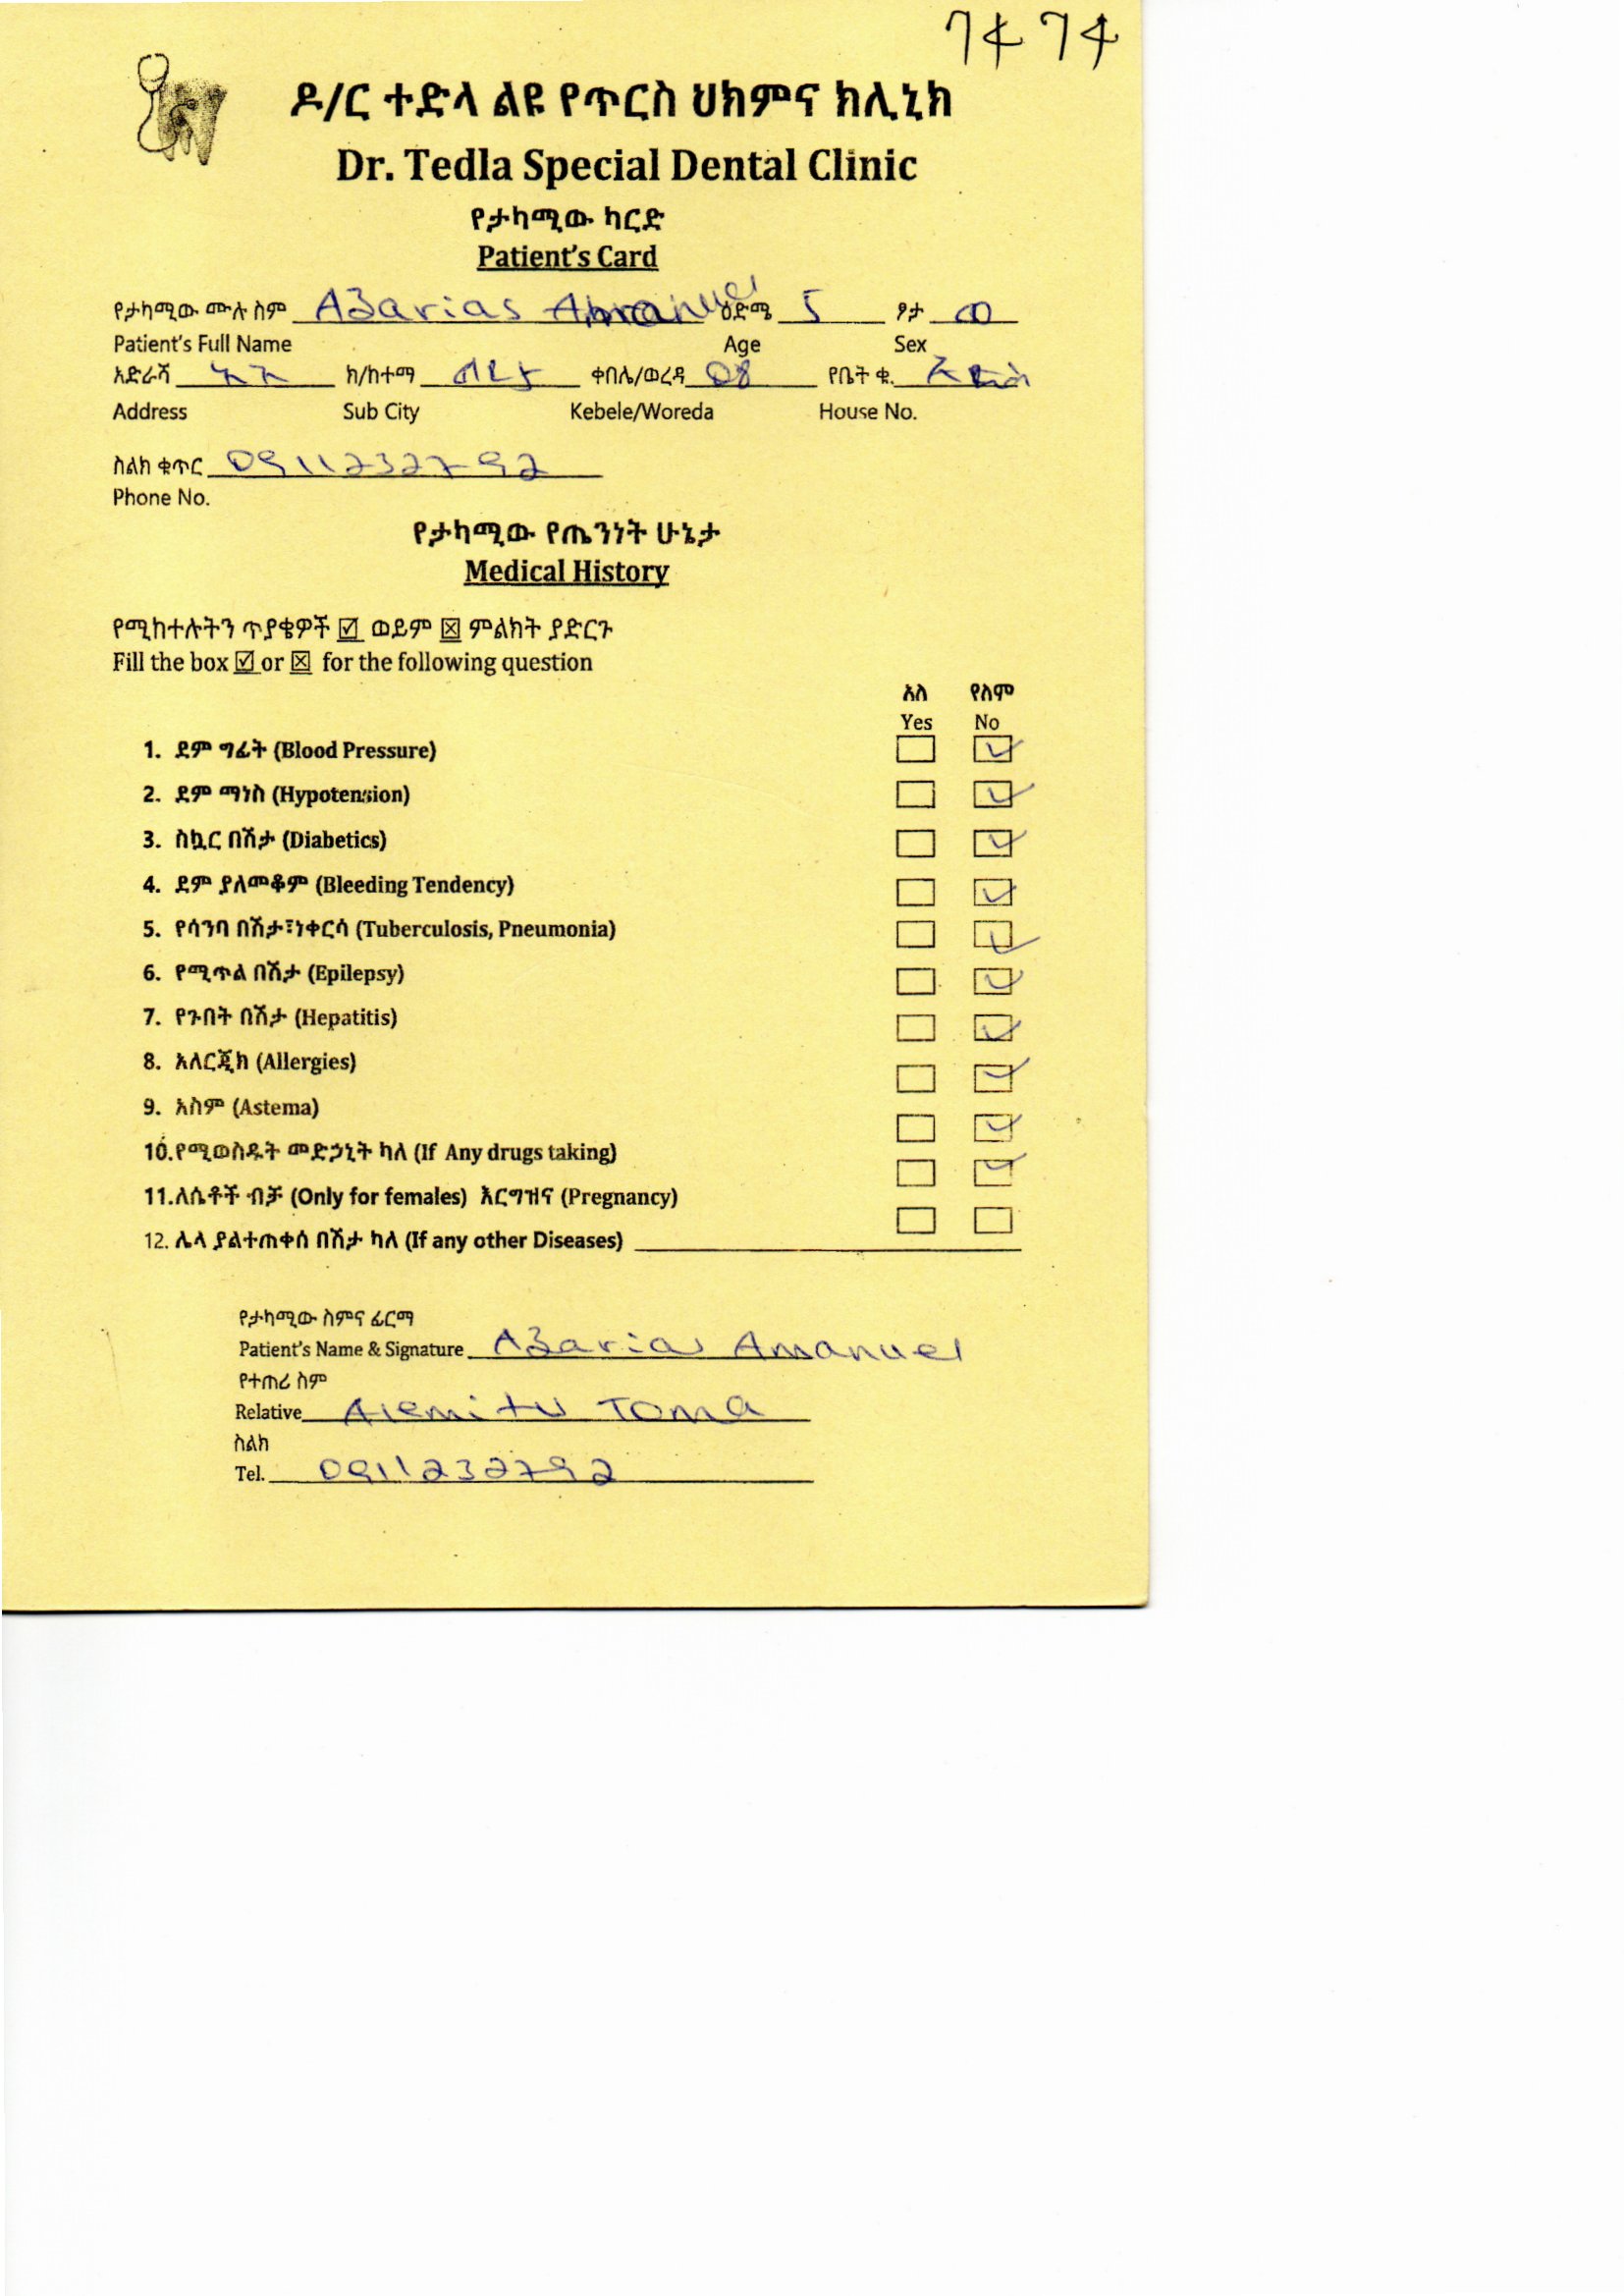 7474
ዶ/ር ተድላ ልዩ የጥርስ ህክምና ክሊኒክ
Dr. Tedla Special Dental Clinic
የታካሚው ካርድ
Patient's Card
የታካሚው ሙሉ ስም Azarias Amanuel ዕድሜ 5 ፆታ ወ
Patient's Full Name Age Sex
አድራሻ አአ ክ/ከተማ ቀበሌ/ወረዳ 08 የቤት ቁ.
Address Sub City Kebele/Woreda House No.
ስልክ ቁጥር 0911232792
Phone No.
የታካሚው የጤንነት ሁኔታ
Medical History
የሚከተሉትን ጥያቄዎች ☑ ወይም ☒ ምልክት ያድርጉ
Fill the box ☑ or ☒ for the following question
አለ የለም
Yes No
1. ደም ግፊት (Blood Pressure) ☐ ☑
2. ደም ማነስ (Hypotension) ☐ ☑
3. ስኳር በሽታ (Diabetics) ☐ ☑
4. ደም ያለመቆም (Bleeding Tendency) ☐ ☑
5. የሳንባ በሽታ፣ነቀርሳ (Tuberculosis, Pneumonia) ☐ ☑
6. የሚጥል በሽታ (Epilepsy) ☐ ☑
7. የጉበት በሽታ (Hepatitis) ☐ ☑
8. አለርጂክ (Allergies) ☐ ☑
9. አስም (Astema) ☐ ☑
10.የሚወስዱት መድኃኒት ካለ (If Any drugs taking) ☐ ☑
11.ለሴቶች ብቻ (Only for females) እርግዝና (Pregnancy) ☐ ☐
12. ሌላ ያልተጠቀሰ በሽታ ካለ (If any other Diseases)
የታካሚው ስምና ፊርማ
Patient's Name & Signature Azarias Amanuel
የተጠሪ ስም
Relative Alemitu Toma
ስልክ
Tel. 0911232792